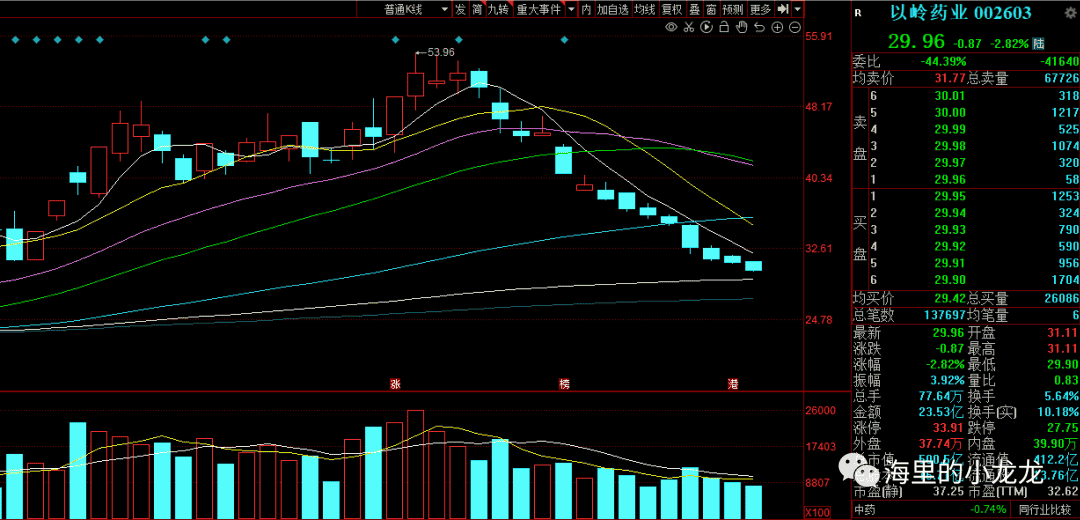 普通K线 发 简 九转 重大事件 内 加自选 均线 复权 叠 窗 预测 更多
R 以岭药业 002603
29.96 -0.87 -2.82% 陆
委比 -44.39% -41640
均卖价 31.77 总卖量 67726
卖盘
6 30.01 318
5 30.00 1217
4 29.99 525
3 29.98 1074
2 29.97 320
1 29.96 58
买盘
1 29.95 1253
2 29.94 324
3 29.93 790
4 29.92 590
5 29.91 956
6 29.90 1704
均买价 29.42 总买量 26086
总笔数 137697 均笔量 6
最新 29.96 开盘 31.11
涨跌 -0.87 最高 31.11
涨幅 -2.82% 最低 29.90
振幅 3.92% 量比 0.83
总手 77.64万 换手 5.64%
金额 23.53亿 换手(实) 10.18%
涨停 33.91 跌停 27.75
外盘 37.74万 内盘 39.90万
市值 500.5亿 流通值 412.2亿
3.76亿
市盈(静) 37.25 市盈(TTM) 32.62
中药 -0.74% 同行业比较
海里的小龙龙
53.96
55.91
48.17
40.34
32.61
24.78
涨 榜 港
26000
17403
8807
X100